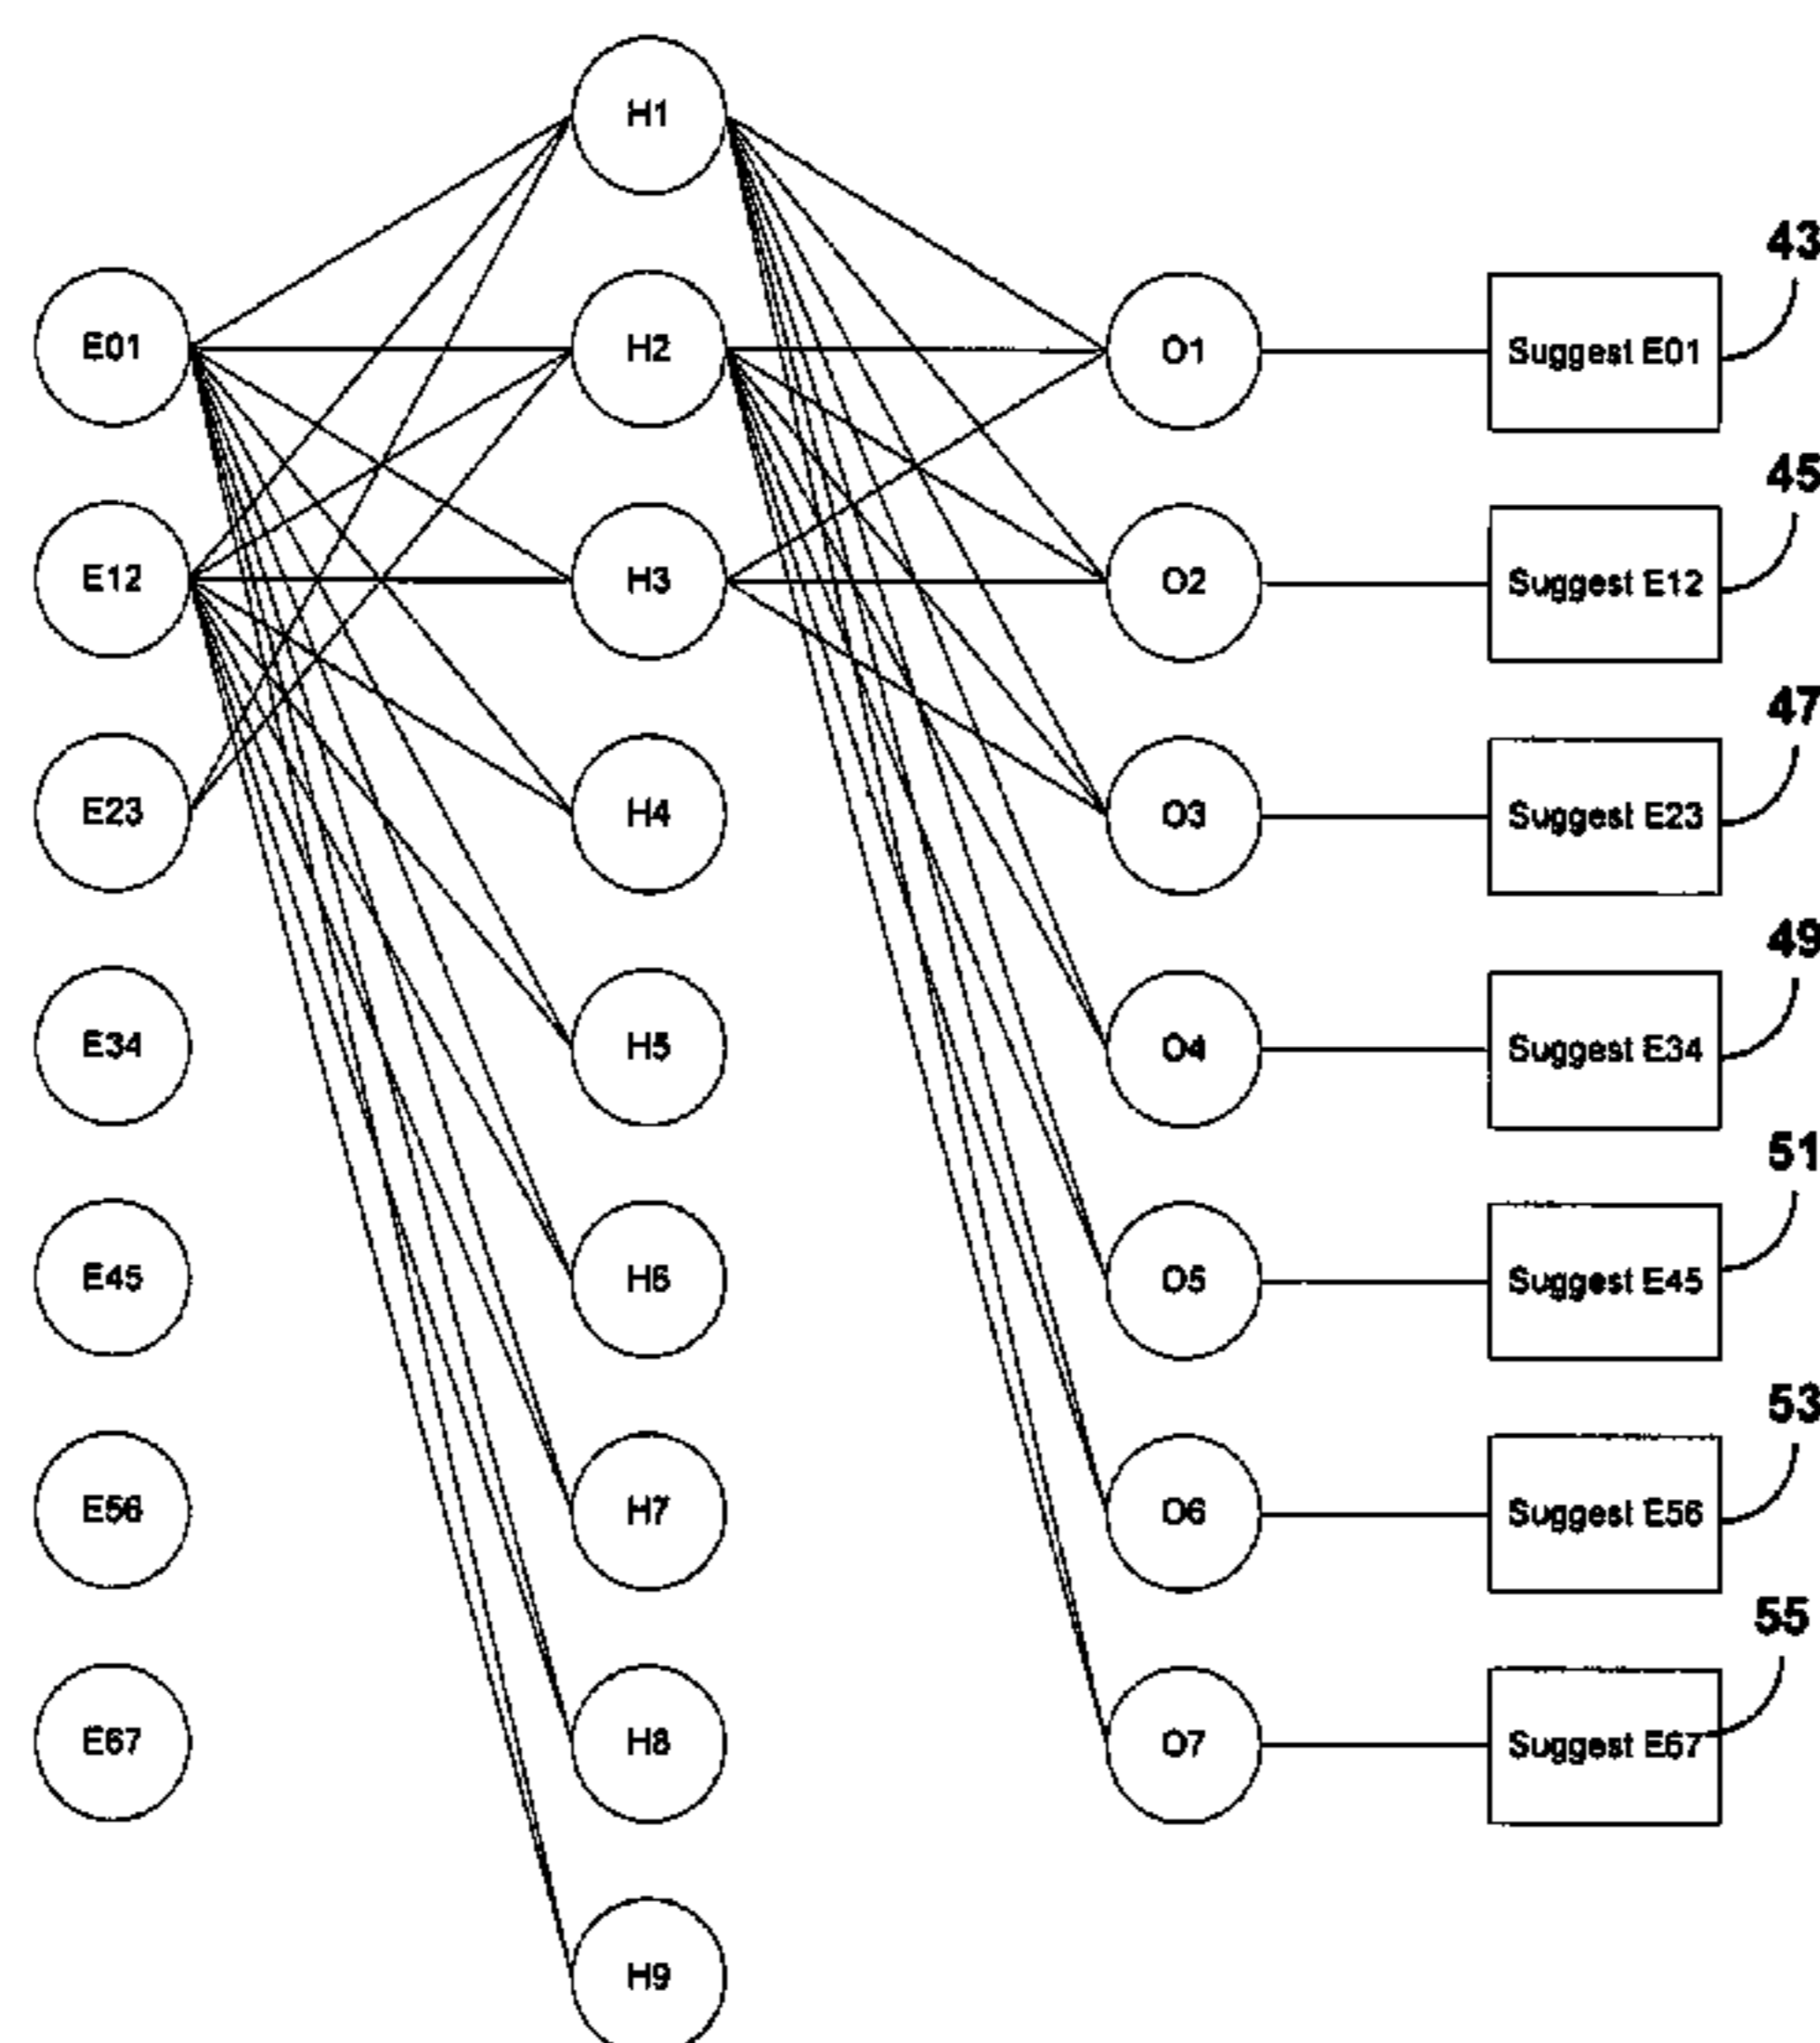 H1
43
E01
H2
O1
Suggest E01
45
E12
H3
O2
Suggest E12
47
E23
H4
O3
Suggest E23
49
E34
H5
O4
Suggest E34
51
E45
H6
O5
Suggest E45
53
E56
H7
O6
Suggest E56
55
E67
H8
O7
Suggest E67
H9